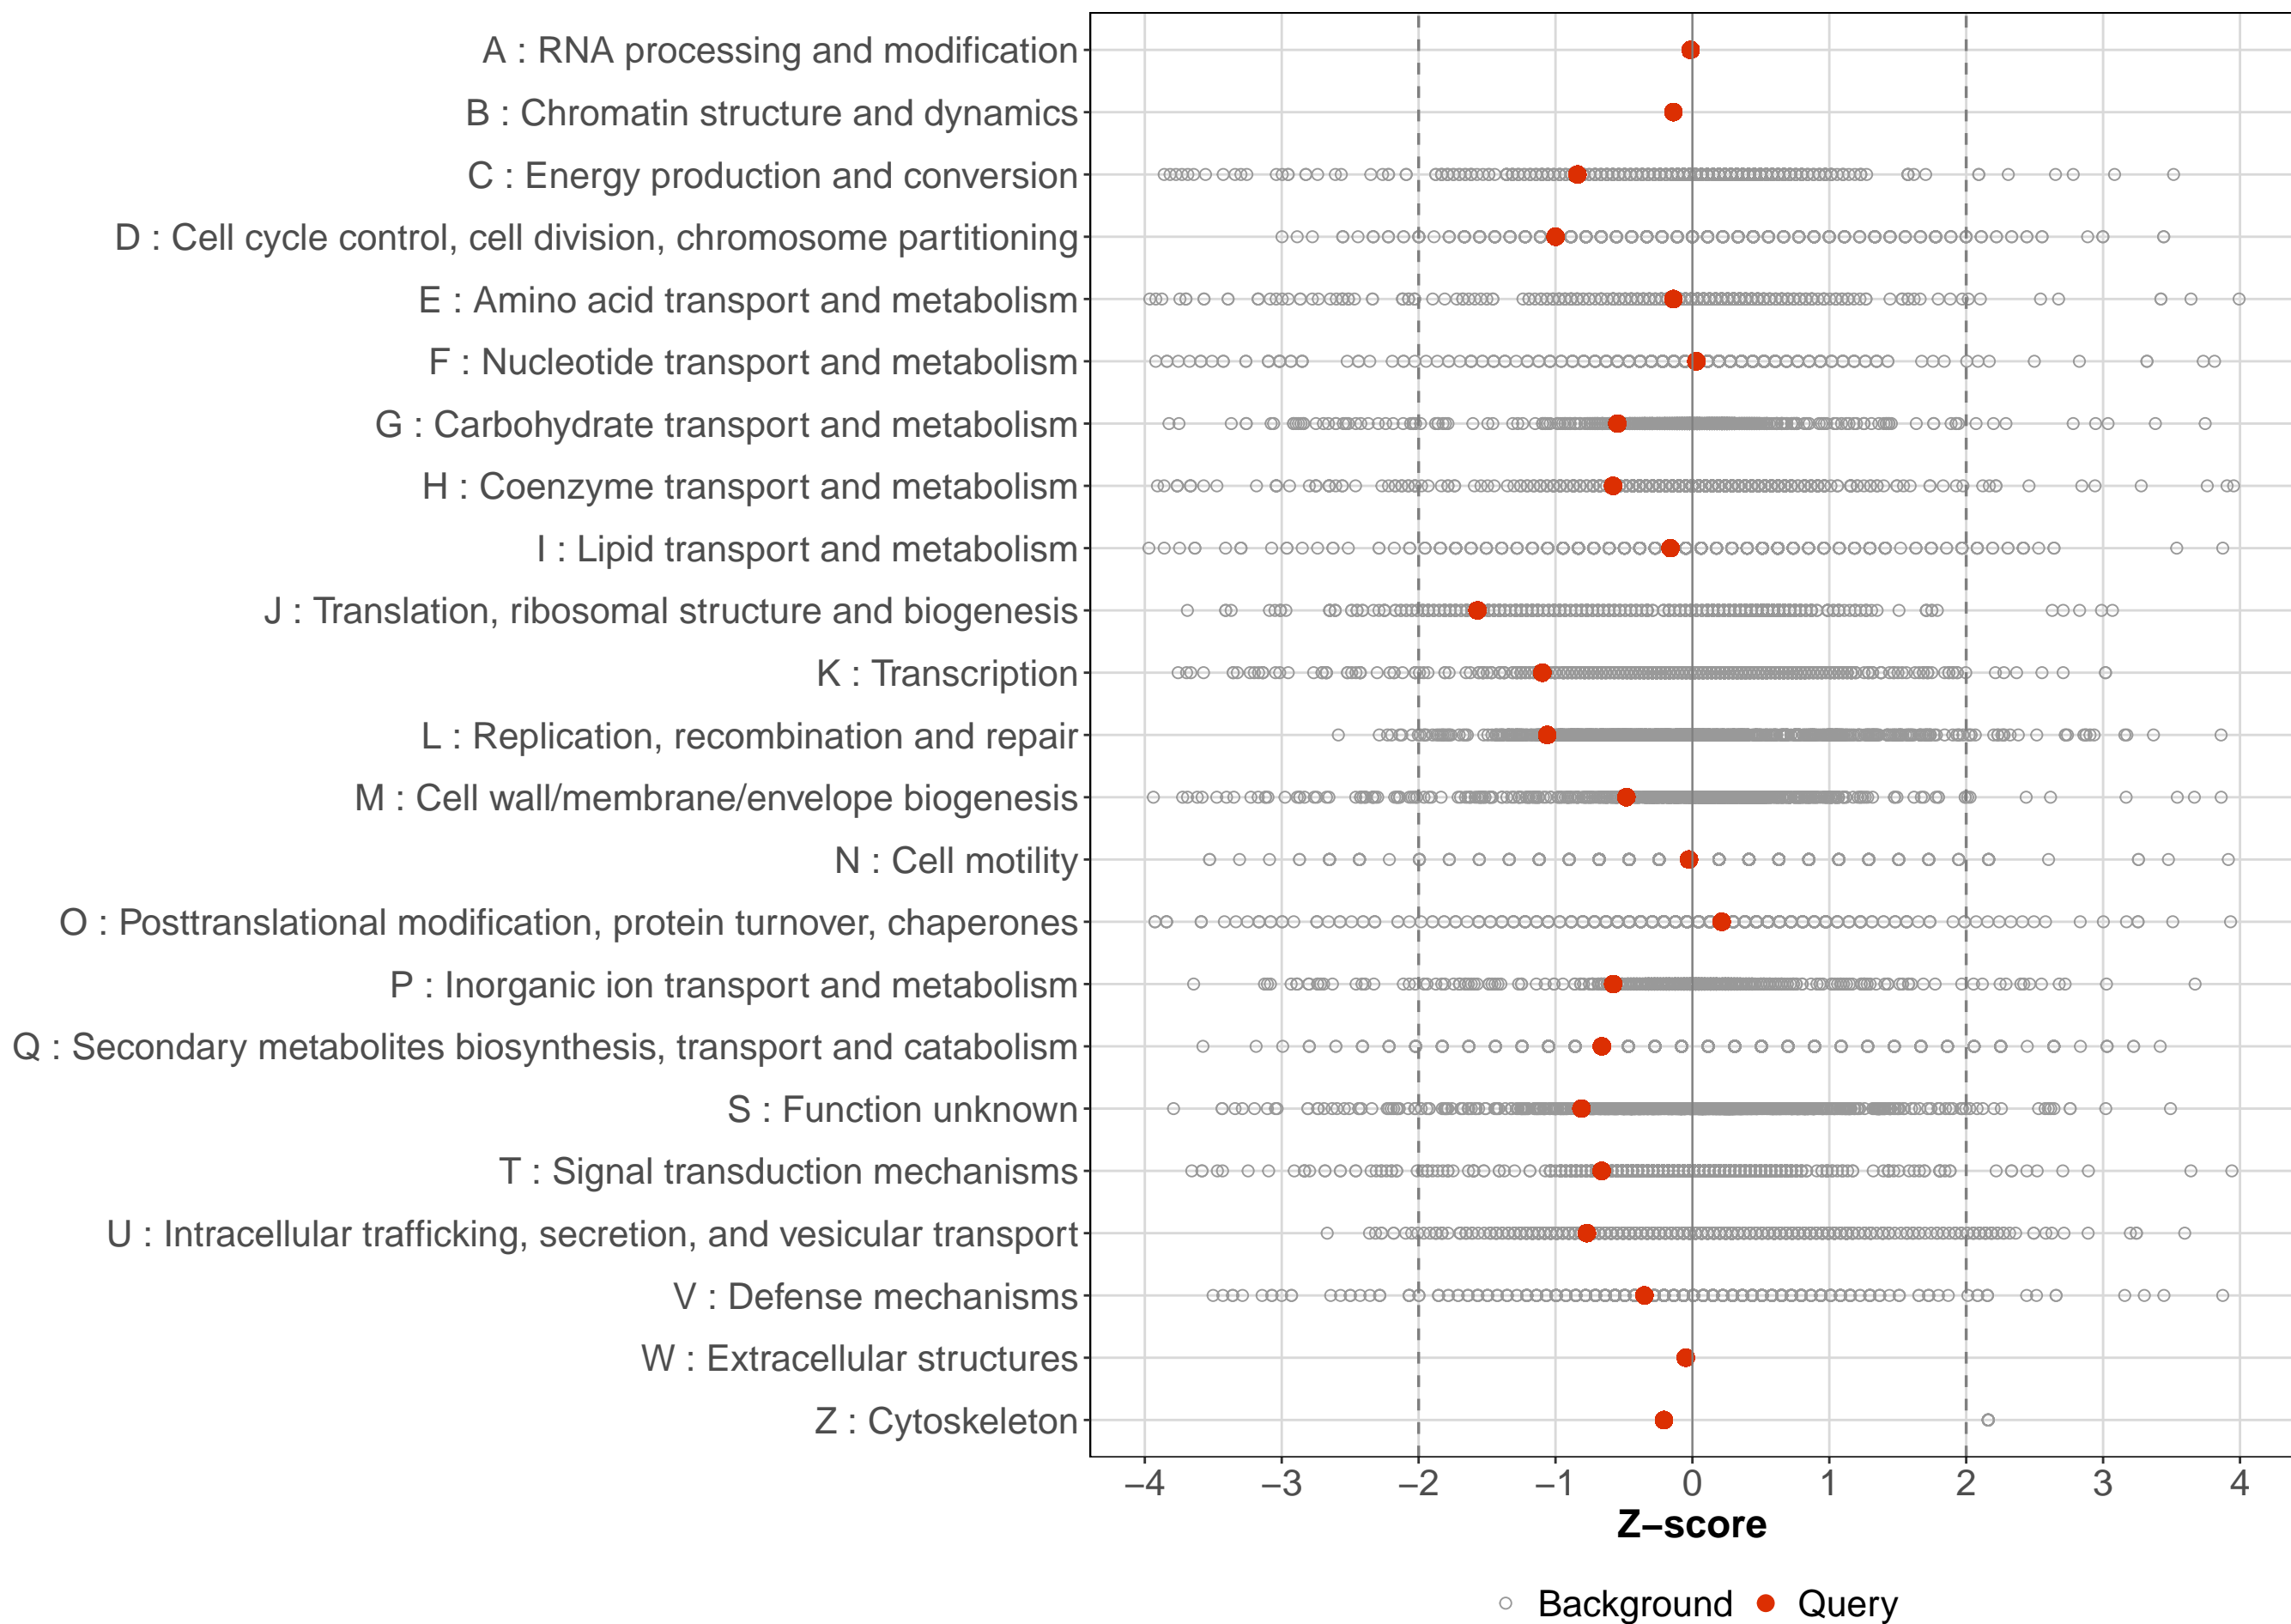 A : RNA processing and modification
B : Chromatin structure and dynamics
C : Energy production and conversion
D : Cell cycle control, cell division, chromosome partitioning
E : Amino acid transport and metabolism
F : Nucleotide transport and metabolism
G : Carbohydrate transport and metabolism
H : Coenzyme transport and metabolism
I : Lipid transport and metabolism
J : Translation, ribosomal structure and biogenesis
K : Transcription
L : Replication, recombination and repair
M : Cell wall/membrane/envelope biogenesis
N : Cell motility
O : Posttranslational modification, protein turnover, chaperones
P : Inorganic ion transport and metabolism
Q : Secondary metabolites biosynthesis, transport and catabolism
S : Function unknown
T : Signal transduction mechanisms
U : Intracellular trafficking, secretion, and vesicular transport
V : Defense mechanisms
W : Extracellular structures
Z : Cytoskeleton
−4 −3 −2 −1 0 1 2 3 4
Z−score
Background Query